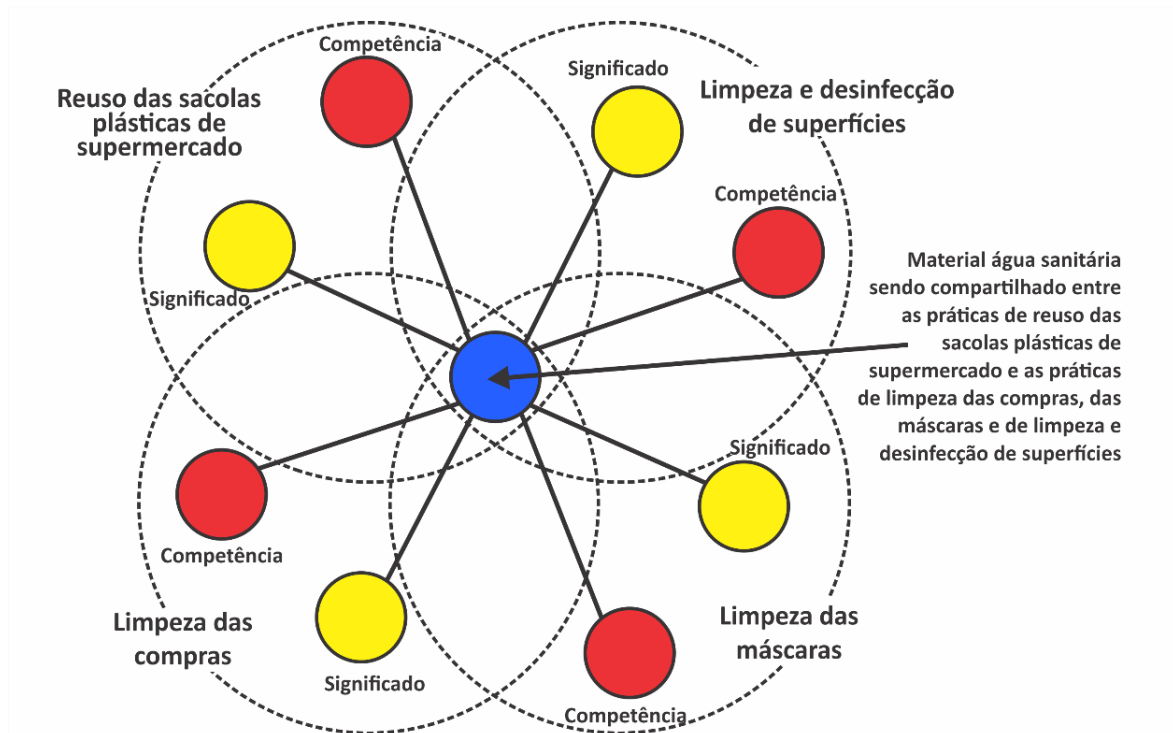 Competência
Significado
Reuso das sacolas
plásticas de
supermercado
Limpeza e desinfecção
de superfícies
Competência
Significado
Material água sanitária
sendo compartilhado entre
as práticas de reuso das
sacolas plásticas de
supermercado e as práticas
de limpeza das compras, das
máscaras e de limpeza e
desinfecção de superfícies
Significado
Competência
Limpeza das
compras
Limpeza das
máscaras
Significado
Competência